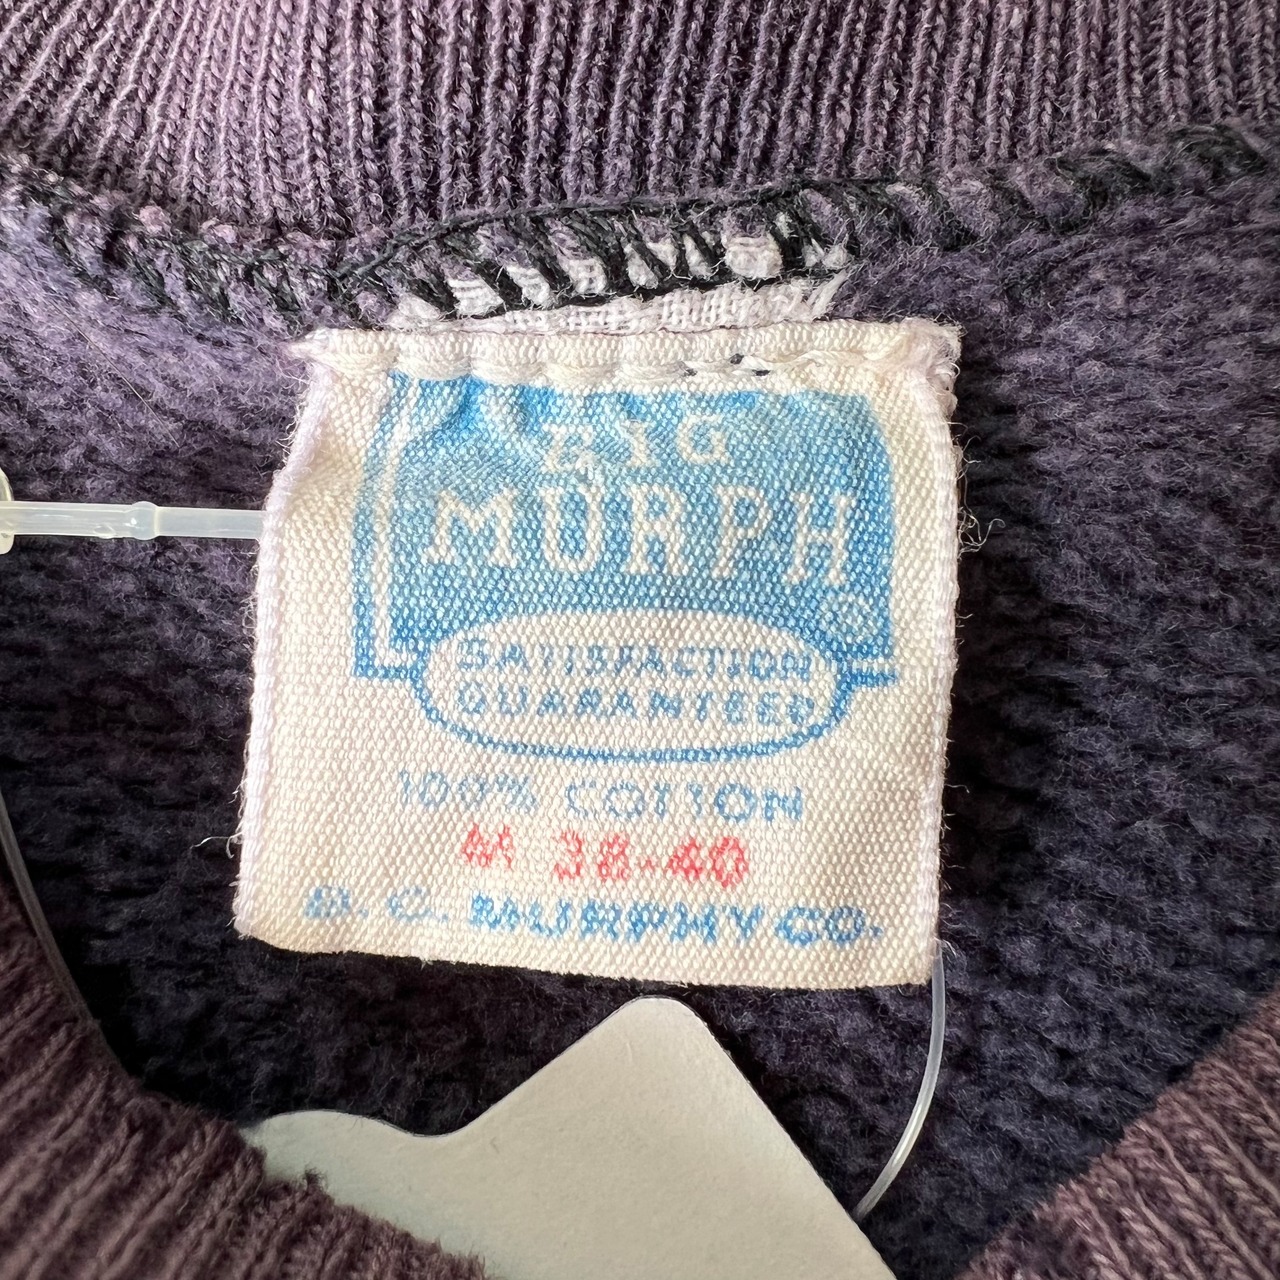 BIG
MURPH
®
SATISFACTION
GUARANTEED
100% COTTON
M 38-40
D. C. MURPHY CO.